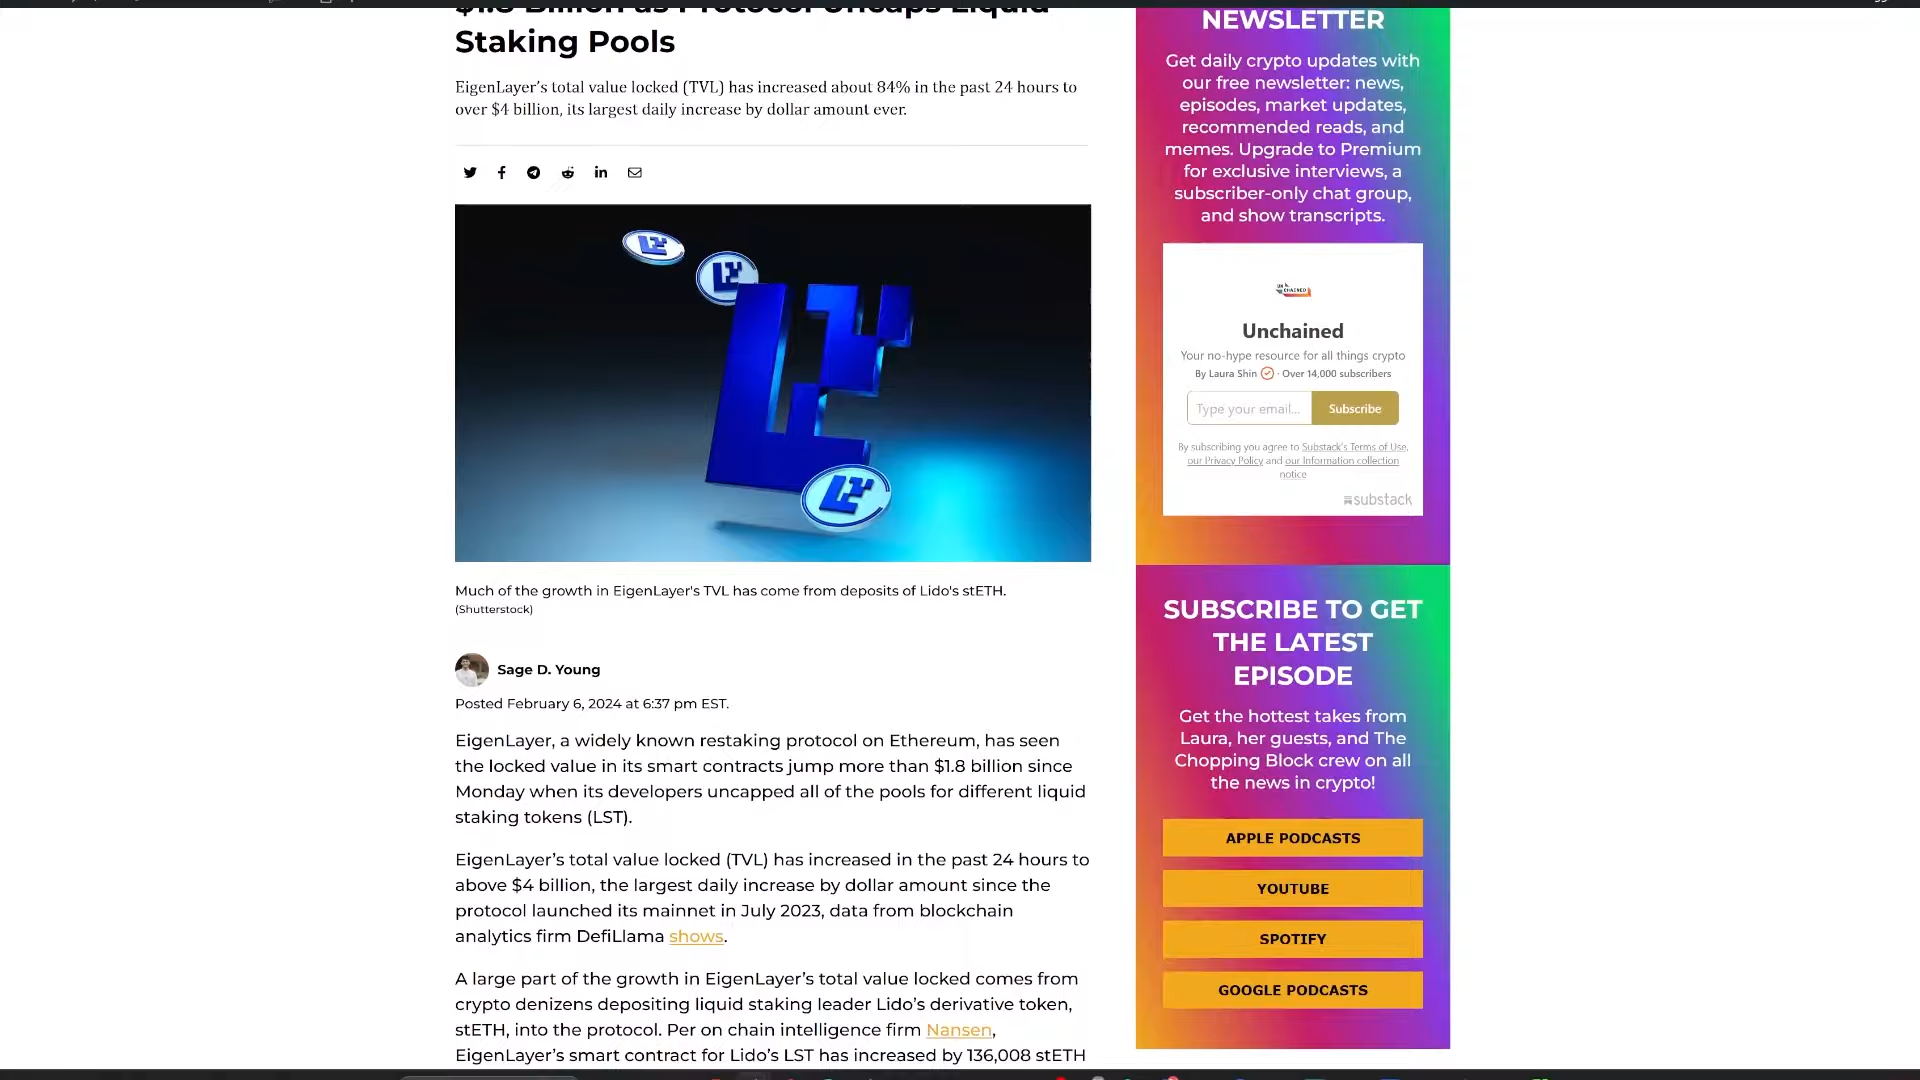 $1.8 Billion as Protocol Uncaps Liquid
Staking Pools
EigenLayer’s total value locked (TVL) has increased about 84% in the past 24 hours to
over $4 billion, its largest daily increase by dollar amount ever.
Much of the growth in EigenLayer's TVL has come from deposits of Lido's stETH.
(Shutterstock)
Sage D. Young
Posted February 6, 2024 at 6:37 pm EST.
EigenLayer, a widely known restaking protocol on Ethereum, has seen
the locked value in its smart contracts jump more than $1.8 billion since
Monday when its developers uncapped all of the pools for different liquid
staking tokens (LST).
EigenLayer’s total value locked (TVL) has increased in the past 24 hours to
above $4 billion, the largest daily increase by dollar amount since the
protocol launched its mainnet in July 2023, data from blockchain
analytics firm DefiLlama shows.
A large part of the growth in EigenLayer’s total value locked comes from
crypto denizens depositing liquid staking leader Lido’s derivative token,
stETH, into the protocol. Per on chain intelligence firm Nansen,
EigenLayer’s smart contract for Lido’s LST has increased by 136,008 stETH
NEWSLETTER
Get daily crypto updates with
our free newsletter: news,
episodes, market updates,
recommended reads, and
memes. Upgrade to Premium
for exclusive interviews, a
subscriber-only chat group,
and show transcripts.
UNCHAINED
Unchained
Your no-hype resource for all things crypto
By Laura Shin · Over 14,000 subscribers
Type your email...
Subscribe
By subscribing you agree to Substack's Terms of Use,
our Privacy Policy and our Information collection
notice
substack
SUBSCRIBE TO GET
THE LATEST
EPISODE
Get the hottest takes from
Laura, her guests, and The
Chopping Block crew on all
the news in crypto!
APPLE PODCASTS
YOUTUBE
SPOTIFY
GOOGLE PODCASTS